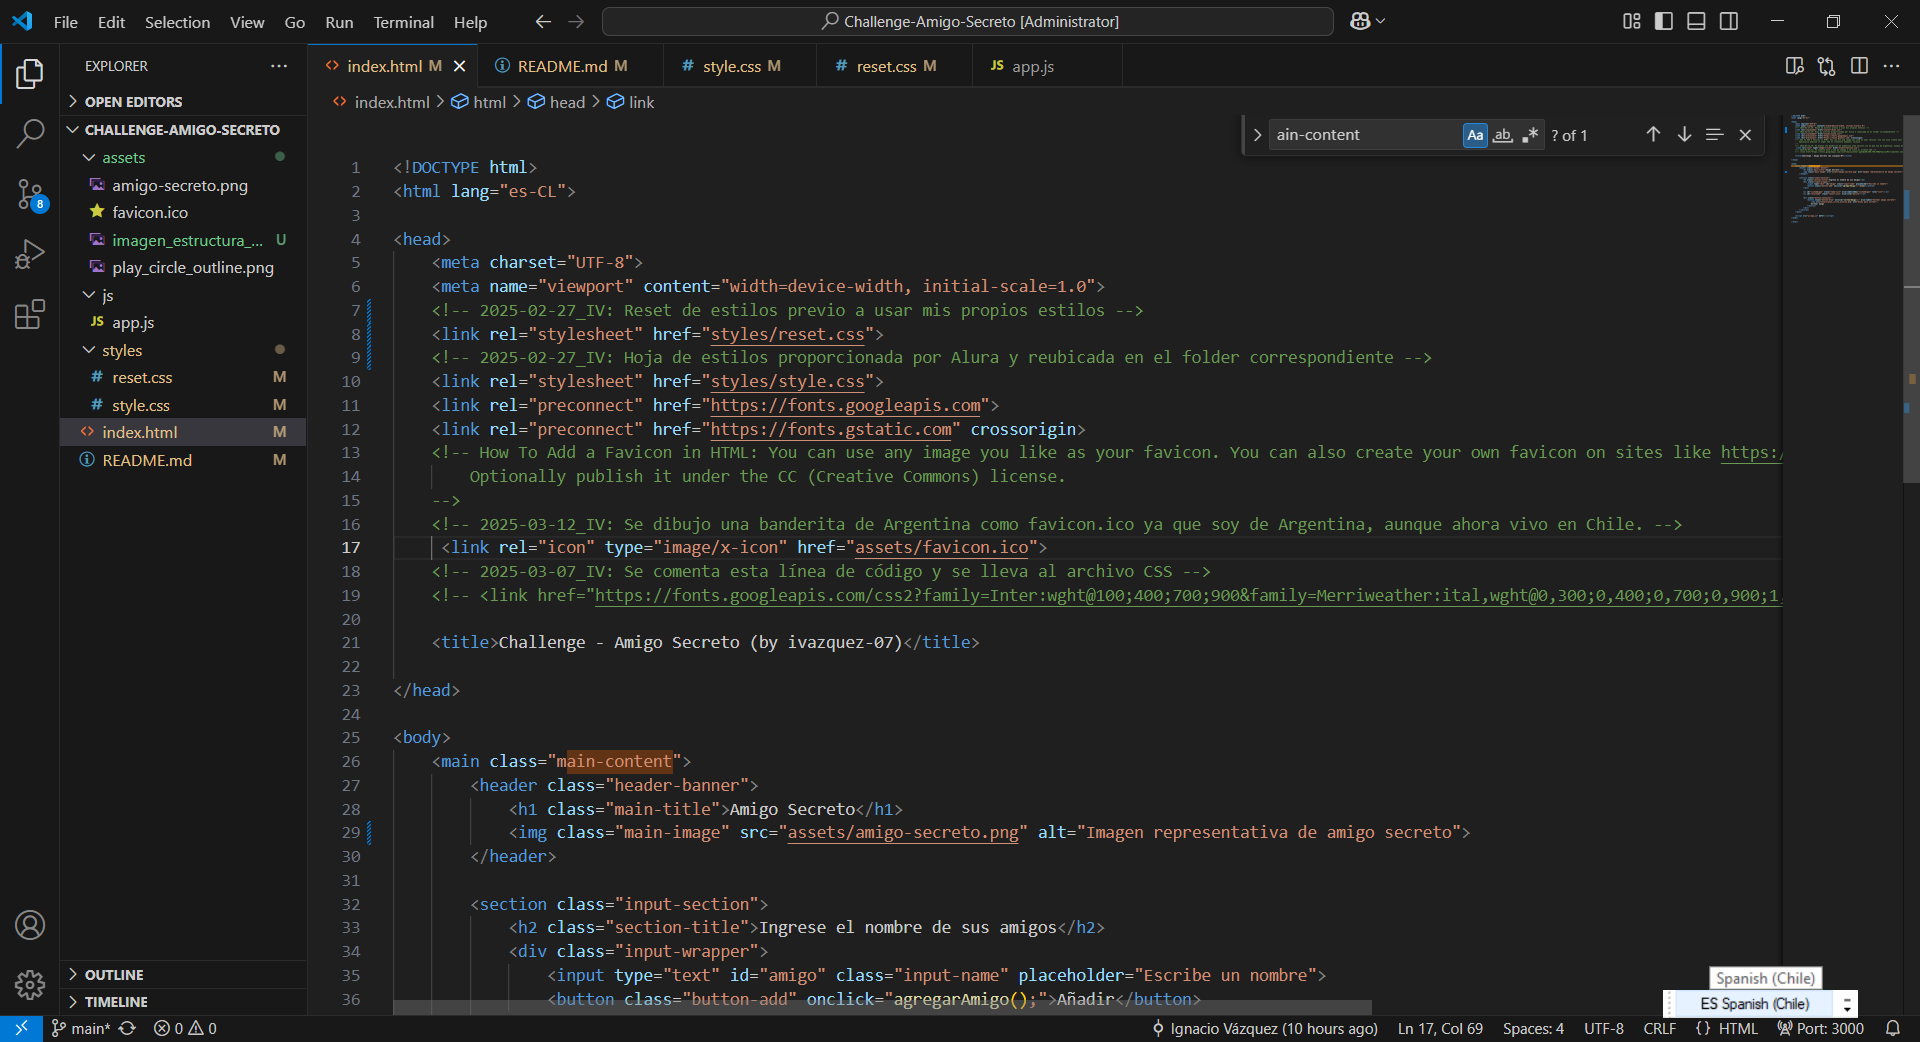 File Edit Selection View Go Run Terminal Help
Challenge-Amigo-Secreto [Administrator]
EXPLORER
OPEN EDITORS
CHALLENGE-AMIGO-SECRETO
assets
amigo-secreto.png
favicon.ico
imagen_estructura_... U
play_circle_outline.png
js
JS app.js
styles
# reset.css M
# style.css M
<> index.html M
README.md M
OUTLINE
TIMELINE
8
<> index.html M
README.md M
# style.css M
# reset.css M
JS app.js
<> index.html > html > head > link
ain-content Aa ab .* ? of 1
1 <!DOCTYPE html>
2 <html lang="es-CL">
3
4 <head>
5 <meta charset="UTF-8">
6 <meta name="viewport" content="width=device-width, initial-scale=1.0">
7 <!-- 2025-02-27_IV: Reset de estilos previo a usar mis propios estilos -->
8 <link rel="stylesheet" href="styles/reset.css">
9 <!-- 2025-02-27_IV: Hoja de estilos proporcionada por Alura y reubicada en el folder correspondiente -->
10 <link rel="stylesheet" href="styles/style.css">
11 <link rel="preconnect" href="https://fonts.googleapis.com">
12 <link rel="preconnect" href="https://fonts.gstatic.com" crossorigin>
13 <!-- How To Add a Favicon in HTML: You can use any image you like as your favicon. You can also create your own favicon on sites like https:/
14 Optionally publish it under the CC (Creative Commons) license.
15 -->
16 <!-- 2025-03-12_IV: Se dibujo una banderita de Argentina como favicon.ico ya que soy de Argentina, aunque ahora vivo en Chile. -->
17 <link rel="icon" type="image/x-icon" href="assets/favicon.ico">
18 <!-- 2025-03-07_IV: Se comenta esta línea de código y se lleva al archivo CSS -->
19 <!-- <link href="https://fonts.googleapis.com/css2?family=Inter:wght@100;400;700;900&family=Merriweather:ital,wght@0,300;0,400;0,700;0,900;1,
20
21 <title>Challenge - Amigo Secreto (by ivazquez-07)</title>
22
23 </head>
24
25 <body>
26 <main class="main-content">
27 <header class="header-banner">
28 <h1 class="main-title">Amigo Secreto</h1>
29 <img class="main-image" src="assets/amigo-secreto.png" alt="Imagen representativa de amigo secreto">
30 </header>
31
32 <section class="input-section">
33 <h2 class="section-title">Ingrese el nombre de sus amigos</h2>
34 <div class="input-wrapper">
35 <input type="text" id="amigo" class="input-name" placeholder="Escribe un nombre">
36 <button class="button-add" onclick="agregarAmigo();">Añadir</button>
Spanish (Chile)
ES Spanish (Chile)
main* 0 0
Ignacio Vázquez (10 hours ago) Ln 17, Col 69 Spaces: 4 UTF-8 CRLF {} HTML Port: 3000